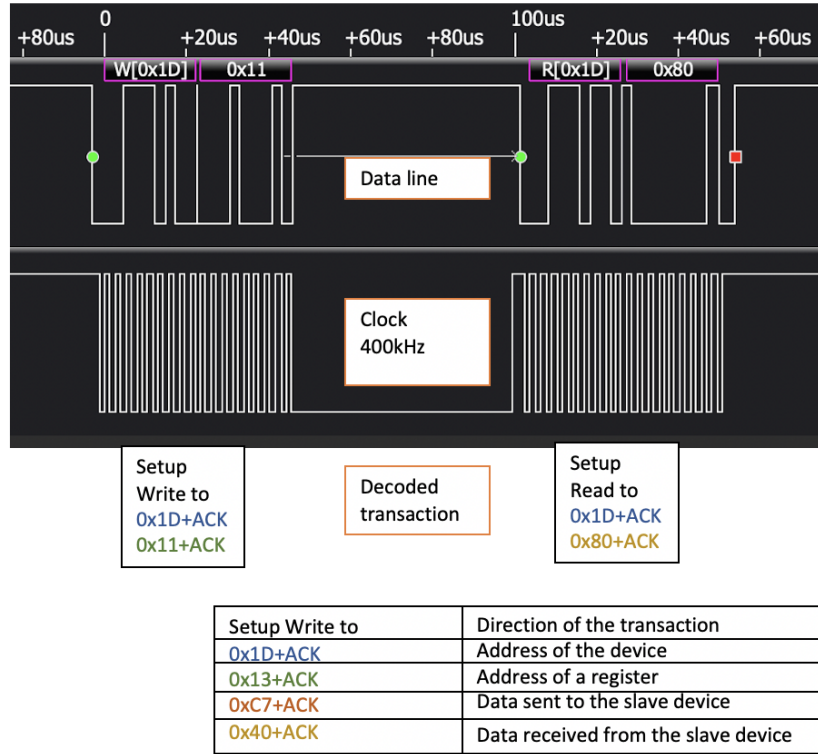 0 100us
+80us +20us +40us +60us +80us +20us +40us +60us
W[0x1D] 0x11 R[0x1D] 0x80
Data line
Clock
400kHz
Setup
Write to
0x1D+ACK
0x11+ACK
Decoded
transaction
Setup
Read to
0x1D+ACK
0x80+ACK
Setup Write to Direction of the transaction
0x1D+ACK Address of the device
0x13+ACK Address of a register
0xC7+ACK Data sent to the slave device
0x40+ACK Data received from the slave device